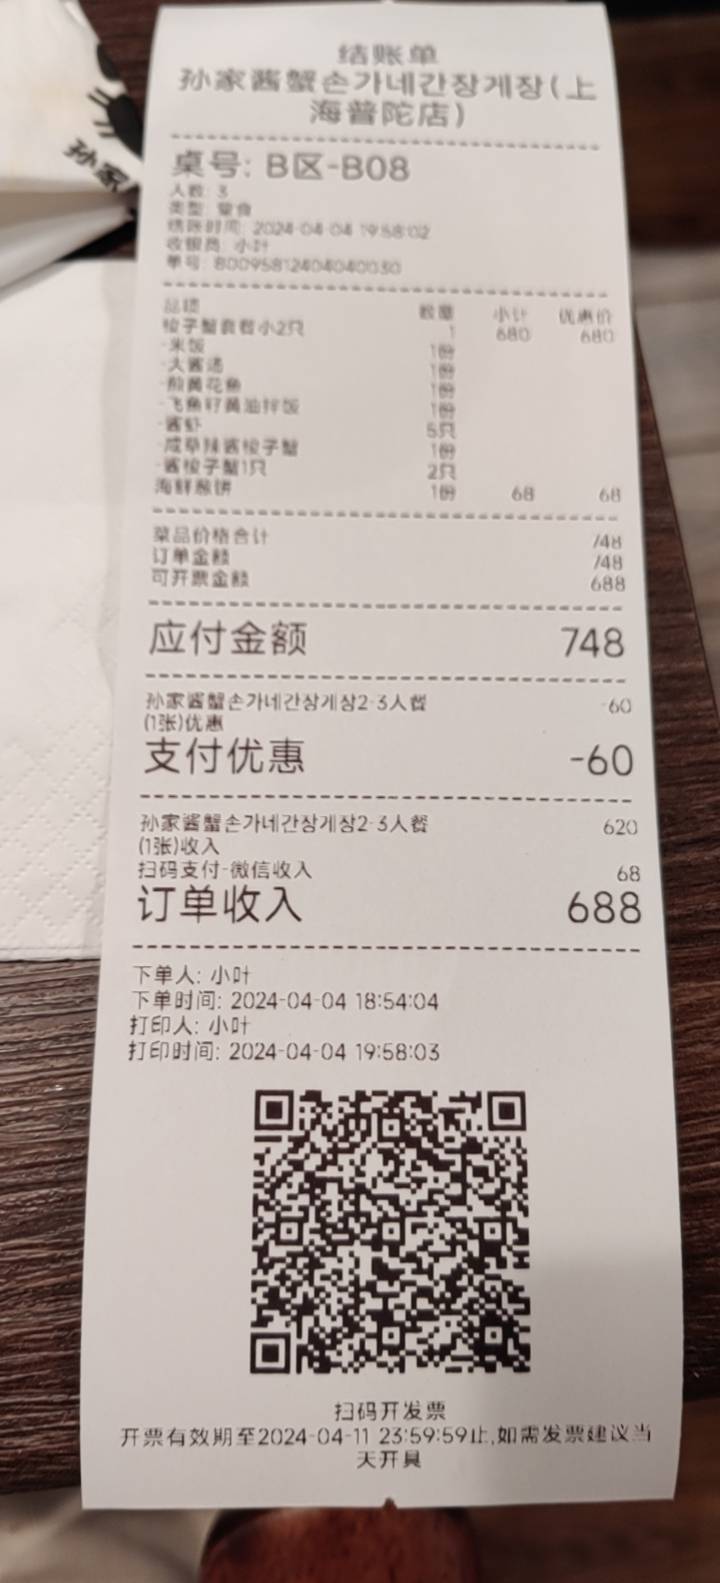 孙家
结账单
孙家酱蟹손가네간장게장(上
海普陀店)
桌号: B区-B08
人数: 3
类型: 堂食
结账时间: 2024-04-04 19:58:02
收银员: 小叶
单号: 80095812404040030
品项 数量 小计 优惠价
梭子蟹套餐小2只 1 680 680
·米饭 1份
·大酱汤 1份
·煎黄花鱼 1份
·飞鱼籽黄油拌饭 1份
·酱虾 5只
·咸草辣酱梭子蟹 1份
·酱梭子蟹1只 2只
海鲜葱饼 1份 68 68
菜品价格合计 748
订单金额 748
可开票金额 688
应付金额 748
孙家酱蟹손가네간장게장2-3人餐 -60
(1张)优惠
支付优惠 -60
孙家酱蟹손가네간장게장2-3人餐 620
(1张)收入
扫码支付-微信收入 68
订单收入 688
下单人: 小叶
下单时间: 2024-04-04 18:54:04
打印人: 小叶
打印时间: 2024-04-04 19:58:03
扫码开发票
开票有效期至2024-04-11 23:59:59止,如需发票建议当
天开具